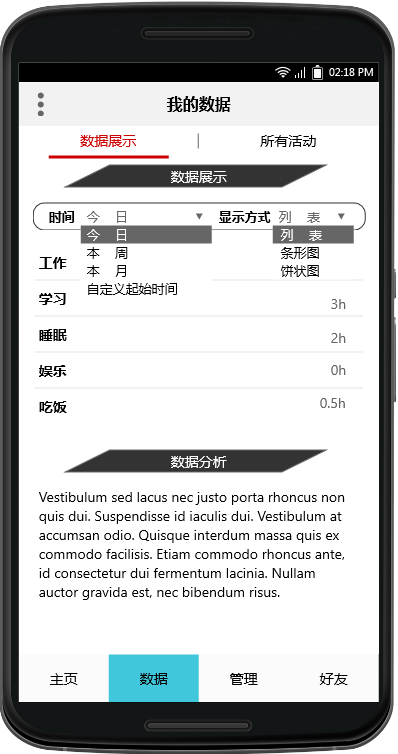 02:18 PM
我的数据
数据展示 | 所有活动
数据展示
时间 今 日 显示方式 列 表
今 日 列 表
本 周 条形图
工作
本 月 饼状图
自定义起始时间
学习 3h
睡眠 2h
娱乐 0h
吃饭 0.5h
数据分析
Vestibulum sed lacus nec justo porta rhoncus non
quis dui. Suspendisse id iaculis dui. Vestibulum at
accumsan odio. Quisque interdum massa quis ex
commodo facilisis. Etiam commodo rhoncus ante,
id consectetur dui fermentum lacinia. Nullam
auctor gravida est, nec bibendum risus.
主页 数据 管理 好友